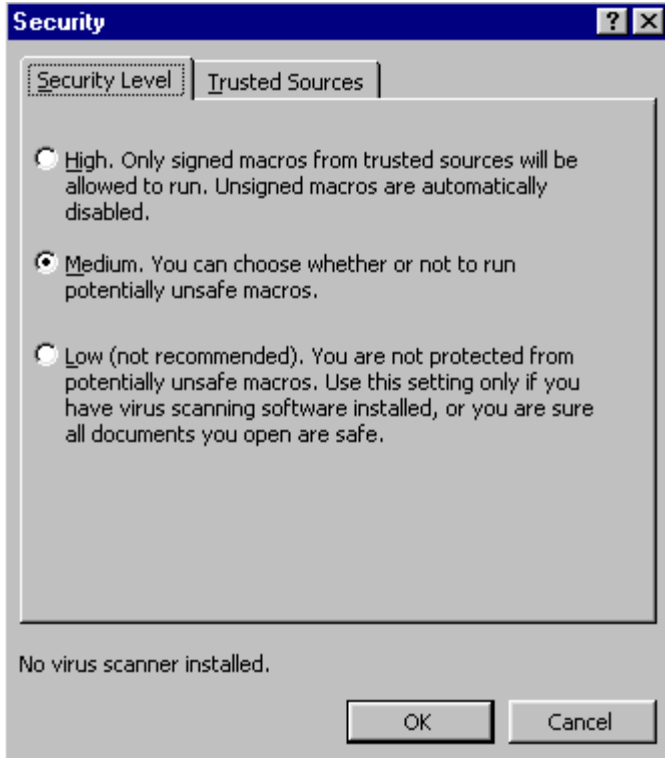 Security
Security Level
Trusted Sources
High. Only signed macros from trusted sources will be
allowed to run. Unsigned macros are automatically
disabled.
Medium. You can choose whether or not to run
potentially unsafe macros.
Low (not recommended). You are not protected from
potentially unsafe macros. Use this setting only if you
have virus scanning software installed, or you are sure
all documents you open are safe.
No virus scanner installed.
OK
Cancel